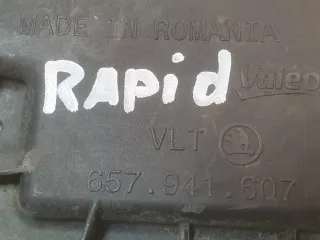 MADE IN ROMANIA
RAPid
Valeo
VLT
657.941.607